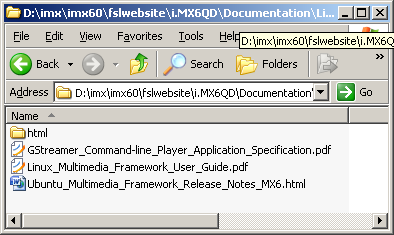 D:\imx\imx60\fslwebsite\i.MX6QD\Documentation\Li...
File Edit View Favorites Tools Help
D:\imx\imx60\fslwebsite\i.MX6Q
Back Search Folders
Address D:\imx\imx60\fslwebsite\i.MX6QD\Documentation\ Go
Name
html
GStreamer_Command-line_Player_Application_Specification.pdf
Linux_Multimedia_Framework_User_Guide.pdf
Ubuntu_Multimedia_Framework_Release_Notes_MX6.html